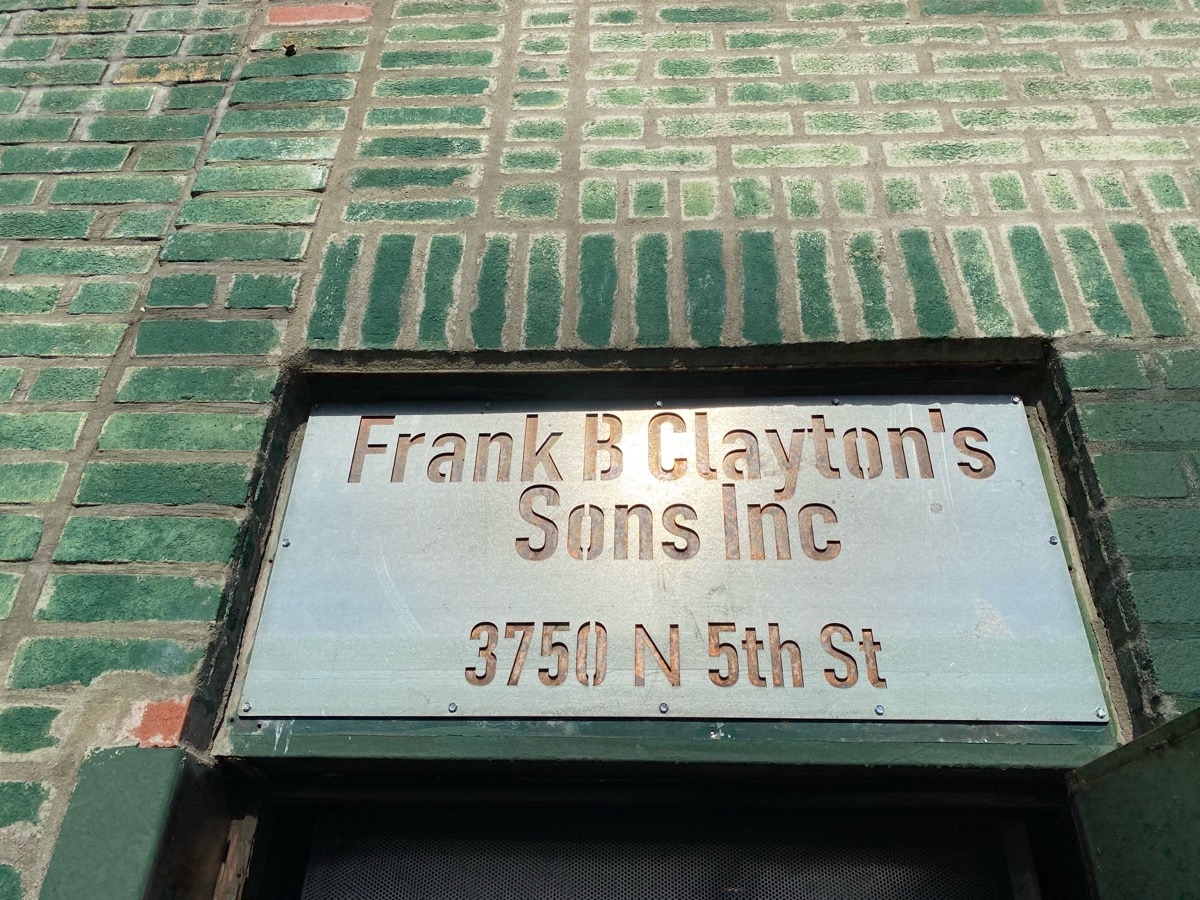 Frank B Clayton's
Sons Inc
3750 N 5th St